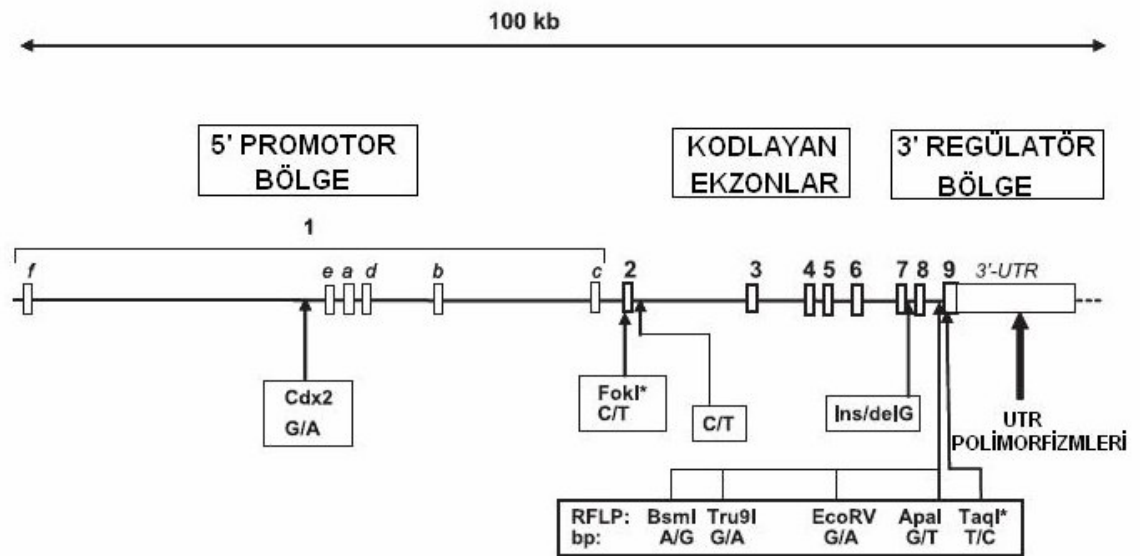 100 kb
5' PROMOTOR
BÖLGE
KODLAYAN
EKZONLAR
3' REGÜLATÖR
BÖLGE
1
f e a d b c 2 3 4 5 6 7 8 9 3'-UTR
Cdx2
G/A
FokI*
C/T
C/T
Ins/delG
UTR
POLİMORFİZMLERİ
RFLP: BsmI Tru9I EcoRV ApaI TaqI*
bp: A/G G/A G/A G/T T/C